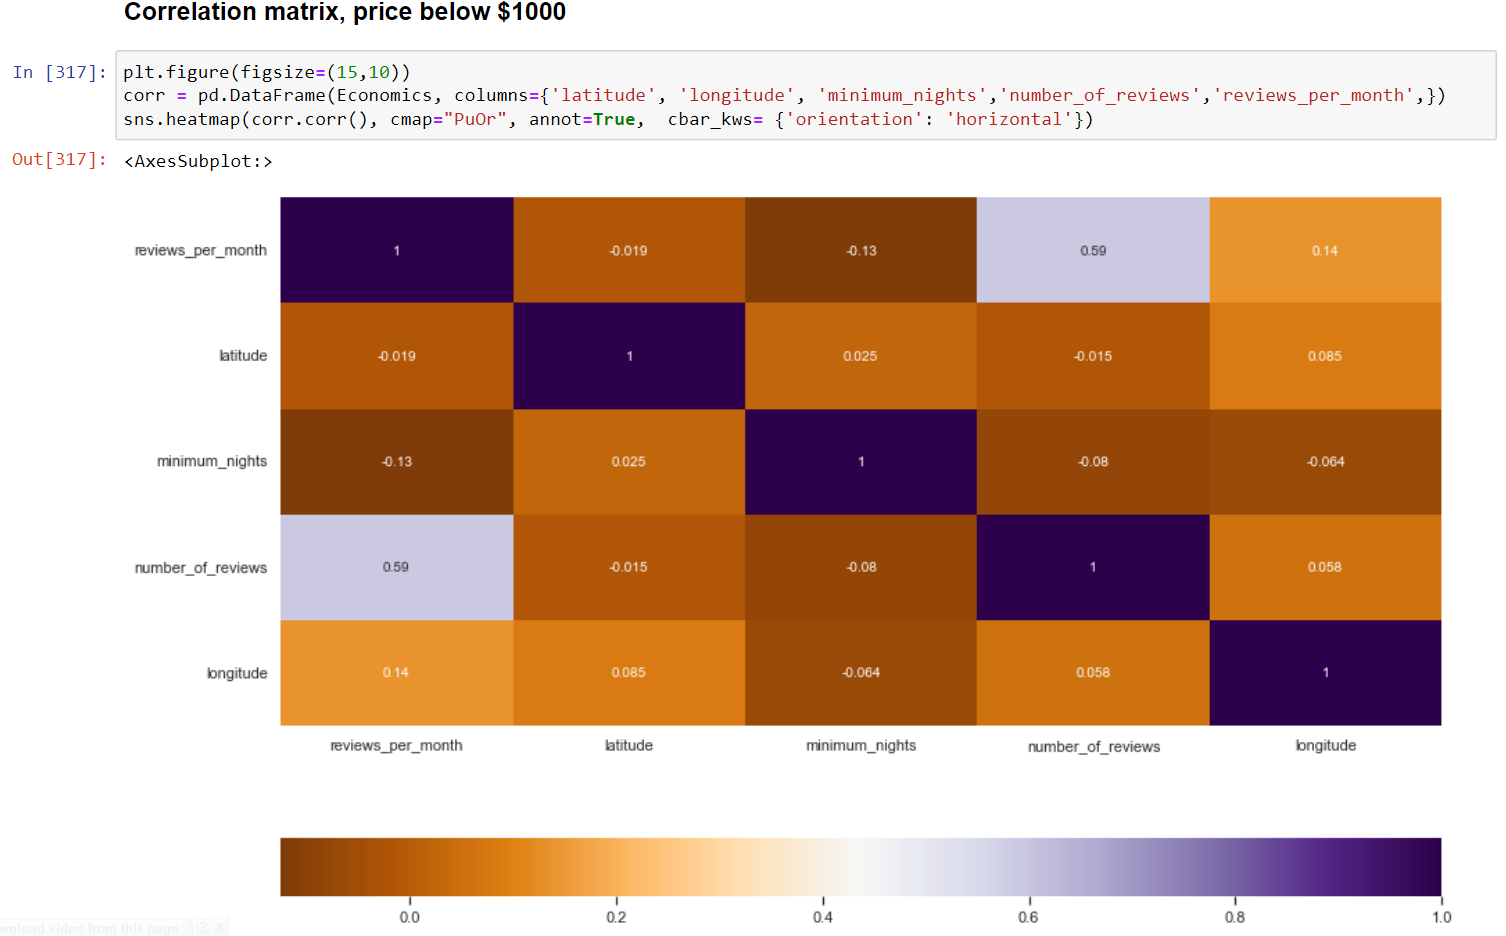 Correlation matrix, price below $1000
In [317]: plt.figure(figsize=(15,10))
corr = pd.DataFrame(Economics, columns={'latitude', 'longitude', 'minimum_nights','number_of_reviews','reviews_per_month',})
sns.heatmap(corr.corr(), cmap="PuOr", annot=True,  cbar_kws= {'orientation': 'horizontal'})
Out[317]: <AxesSubplot:>
reviews_per_month 1 -0.019 -0.13 0.59 0.14
latitude -0.019 1 0.025 -0.015 0.085
minimum_nights -0.13 0.025 1 -0.08 -0.064
number_of_reviews 0.59 -0.015 -0.08 1 0.058
longitude 0.14 0.085 -0.064 0.058 1
reviews_per_month latitude minimum_nights number_of_reviews longitude
0.0 0.2 0.4 0.6 0.8 1.0
wnload video from this page ? X